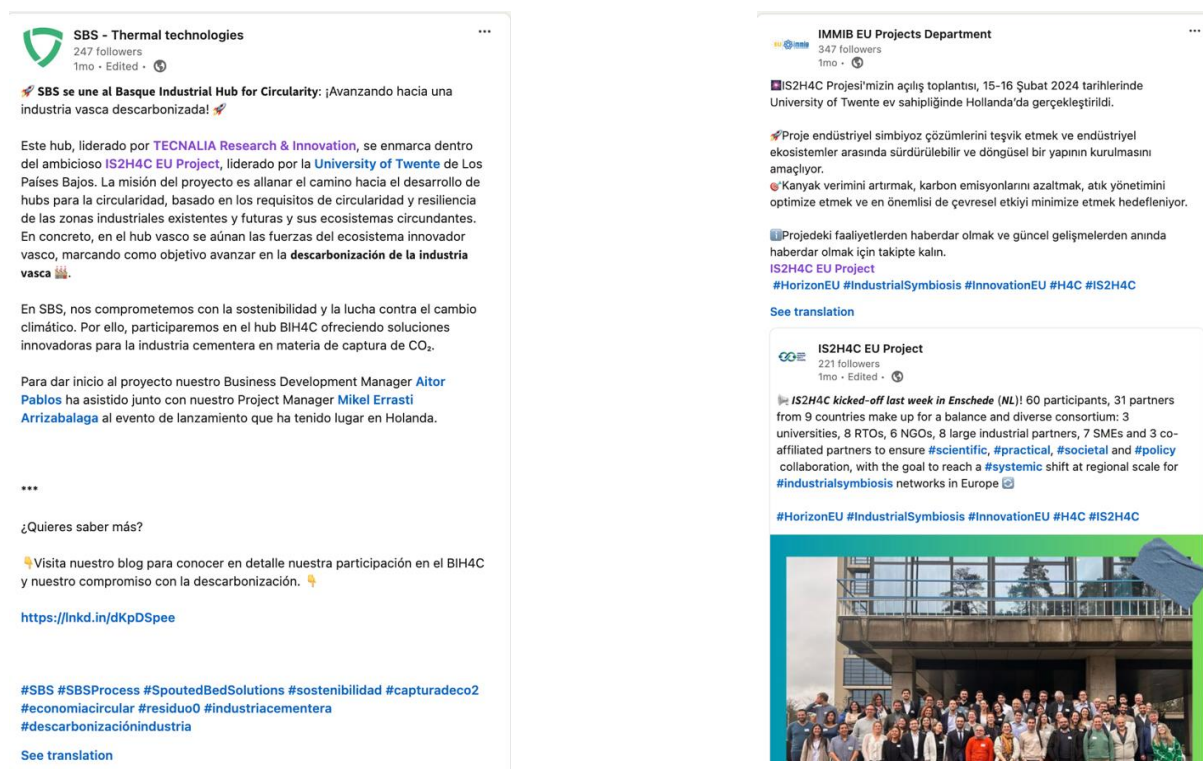 SBS - Thermal technologies
247 followers
1mo • Edited •
🚀 SBS se une al Basque Industrial Hub for Circularity: ¡Avanzando hacia una
industria vasca descarbonizada! 🚀
Este hub, liderado por TECNALIA Research & Innovation, se enmarca dentro
del ambicioso IS2H4C EU Project, liderado por la University of Twente de Los
Países Bajos. La misión del proyecto es allanar el camino hacia el desarrollo de
hubs para la circularidad, basado en los requisitos de circularidad y resiliencia
de las zonas industriales existentes y futuras y sus ecosistemas circundantes.
En concreto, en el hub vasco se aúnan las fuerzas del ecosistema innovador
vasco, marcando como objetivo avanzar en la descarbonización de la industria
vasca 🏭.
En SBS, nos comprometemos con la sostenibilidad y la lucha contra el cambio
climático. Por ello, participaremos en el hub BIH4C ofreciendo soluciones
innovadoras para la industria cementera en materia de captura de CO₂.
Para dar inicio al proyecto nuestro Business Development Manager Aitor
Pablos ha asistido junto con nuestro Project Manager Mikel Errasti
Arrizabalaga al evento de lanzamiento que ha tenido lugar en Holanda.
***
¿Quieres saber más?
👇Visita nuestro blog para conocer en detalle nuestra participación en el BIH4C
y nuestro compromiso con la descarbonización. 👇
https://lnkd.in/dKpDSpee
#SBS #SBSProcess #SpoutedBedSolutions #sostenibilidad #capturadeco2
#economiacircular #residuo0 #industriacementera
#descarbonizaciónindustria
See translation
IMMIB EU Projects Department
347 followers
1mo •
🎆IS2H4C Projesi'mizin açılış toplantısı, 15-16 Şubat 2024 tarihlerinde
University of Twente ev sahipliğinde Hollanda'da gerçekleştirildi.
🚀Proje endüstriyel simbiyoz çözümlerini teşvik etmek ve endüstriyel
ekosistemler arasında sürdürülebilir ve döngüsel bir yapının kurulmasını
amaçlıyor.
🎯Kanyak verimini artırmak, karbon emisyonlarını azaltmak, atık yönetimini
optimize etmek ve en önemlisi de çevresel etkiyi minimize etmek hedefleniyor.
ℹ️Projedeki faaliyetlerden haberdar olmak ve güncel gelişmelerden anında
haberdar olmak için takipte kalın.
IS2H4C EU Project
#HorizonEU #IndustrialSymbiosis #InnovationEU #H4C #IS2H4C
See translation
IS2H4C EU Project
221 followers
1mo • Edited •
IS2H4C kicked-off last week in Enschede (NL)! 60 participants, 31 partners
from 9 countries make up for a balance and diverse consortium: 3
universities, 8 RTOs, 6 NGOs, 8 large industrial partners, 7 SMEs and 3 co-
affiliated partners to ensure #scientific, #practical, #societal and #policy
collaboration, with the goal to reach a #systemic shift at regional scale for
#industrialsymbiosis networks in Europe 🔄
#HorizonEU #IndustrialSymbiosis #InnovationEU #H4C #IS2H4C